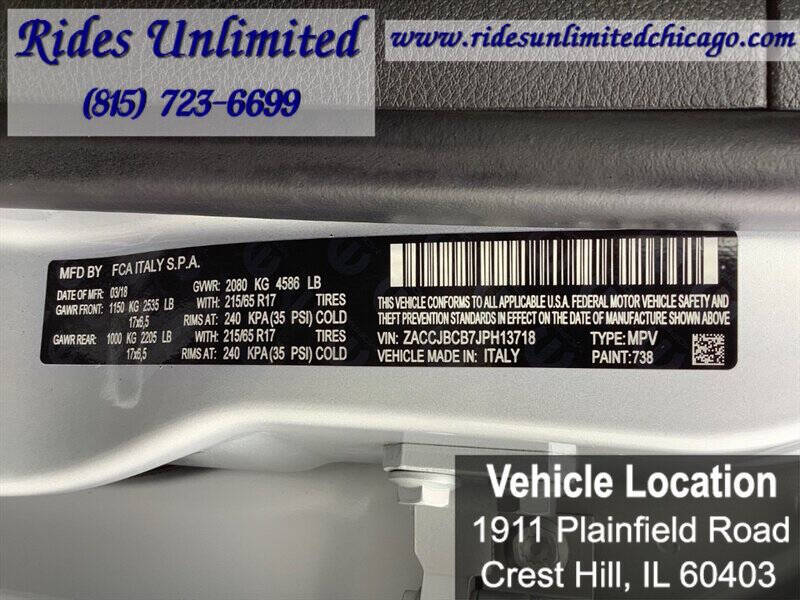 Rides Unlimited
(815) 723-6699
www.ridesunlimitedchicago.com
MFD BY FCA ITALY S.P.A.
DATE OF MFR: 03/18 GVWR: 2080 KG 4586 LB
GAWR FRONT: 1150 KG 2535 LB WITH: 215/65 R17 TIRES
17x6,5 RIMS AT: 240 KPA (35 PSI) COLD
GAWR REAR: 1000 KG 2205 LB WITH: 215/65 R17 TIRES
17x6,5 RIMS AT: 240 KPA (35 PSI) COLD
THIS VEHICLE CONFORMS TO ALL APPLICABLE U.S.A. FEDERAL MOTOR VEHICLE SAFETY AND
THEFT PREVENTION STANDARDS IN EFFECT ON THE DATE OF MANUFACTURE SHOWN ABOVE.
VIN: ZACCJBCB7JPH13718 TYPE: MPV
VEHICLE MADE IN: ITALY PAINT: 738
Vehicle Location
1911 Plainfield Road
Crest Hill, IL 60403